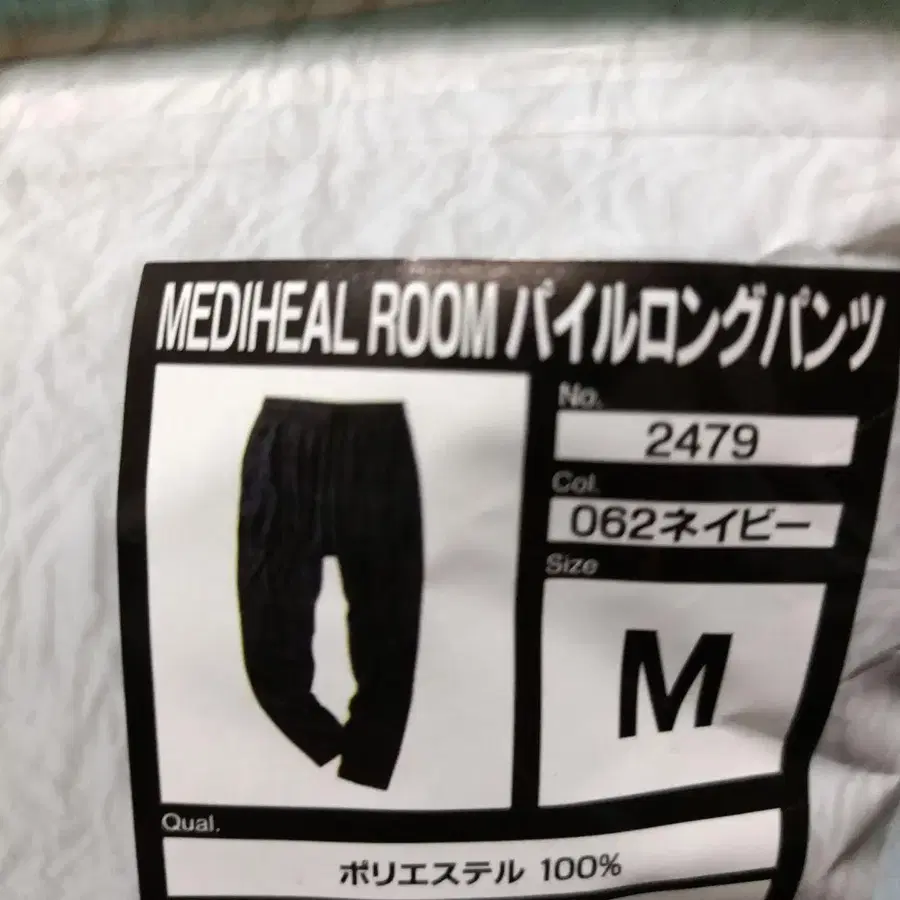 MEDIHEAL ROOM パイルロングパンツ
No.
2479
Col.
062ネイビー
Size
M
Qual.
ポリエステル 100%